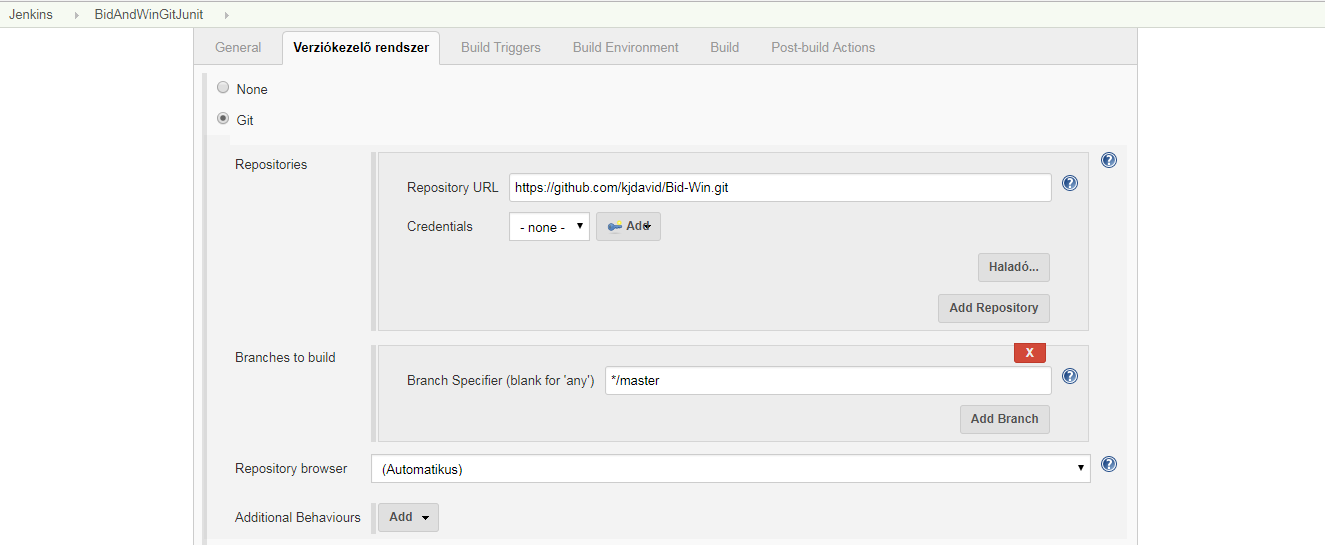 Jenkins BidAndWinGitJunit
General Verziókezelő rendszer Build Triggers Build Environment Build Post-build Actions
None
Git
Repositories
Repository URL https://github.com/kjdavid/Bid-Win.git
Credentials - none - Add
Haladó...
Add Repository
Branches to build
X
Branch Specifier (blank for 'any') */master
Add Branch
Repository browser (Automatikus)
Additional Behaviours Add